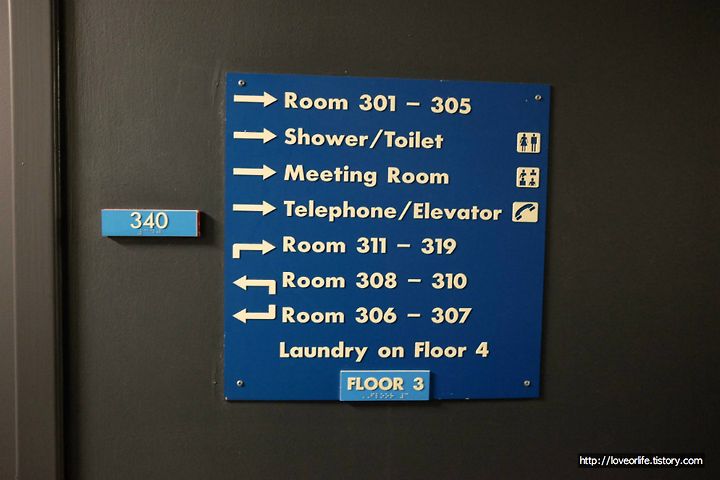 Room 301 – 305
Shower/Toilet
Meeting Room
340
Telephone/Elevator
Room 311 – 319
Room 308 – 310
Room 306 – 307
Laundry on Floor 4
FLOOR 3
http://loveorlife.tistory.com